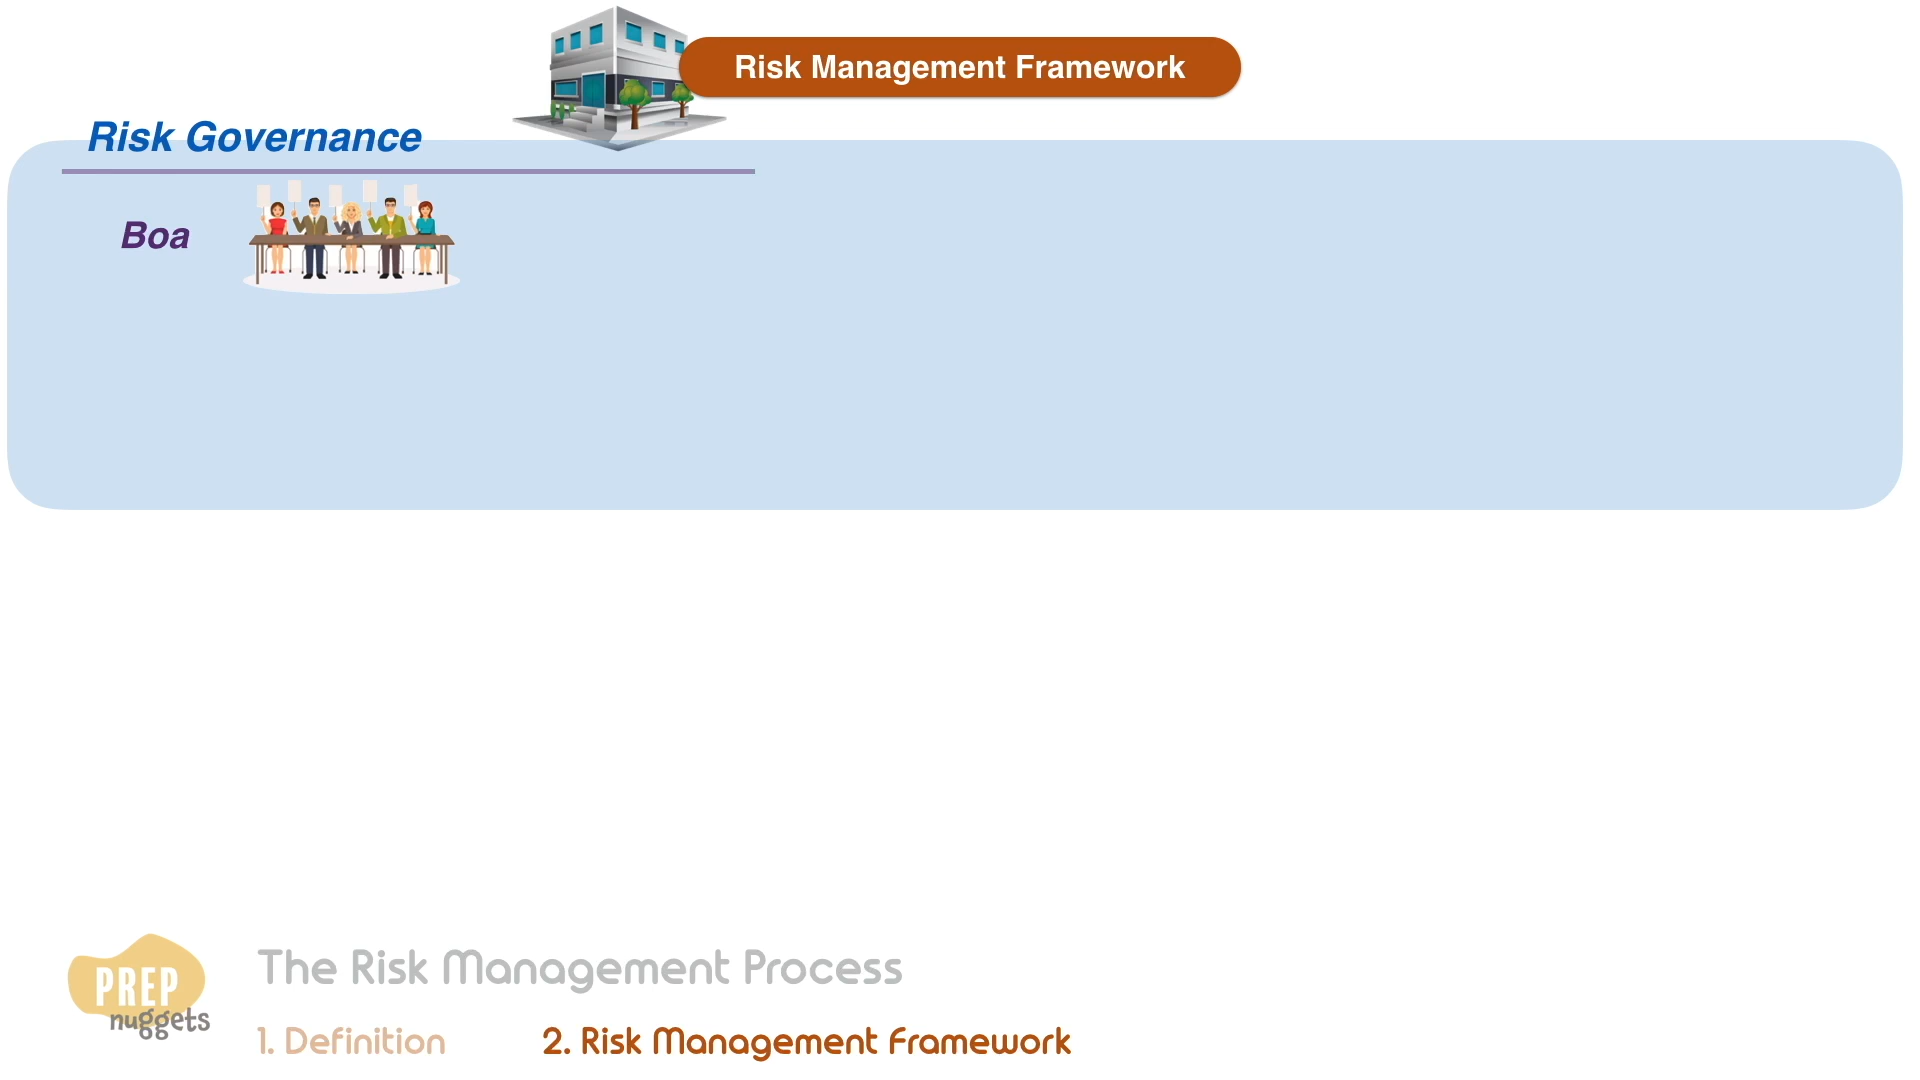 Risk Management Framework
Risk Governance
Boa
PREP
nuggets
The Risk Management Process
1. Definition
2. Risk Management Framework